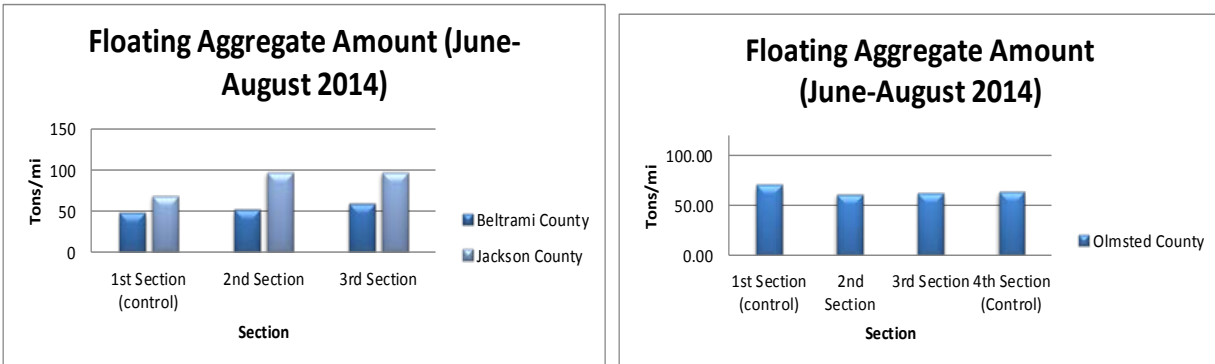 Floating Aggregate Amount (June-
August 2014)
150
100
50
0
Tons/mi
1st Section
(control)
2nd Section
3rd Section
Section
Beltrami County
Jackson County
Floating Aggregate Amount
(June-August 2014)
100.00
50.00
0.00
Tons/mi
1st Section
(control)
2nd
Section
3rd Section
4th Section
(Control)
Section
Olmsted County